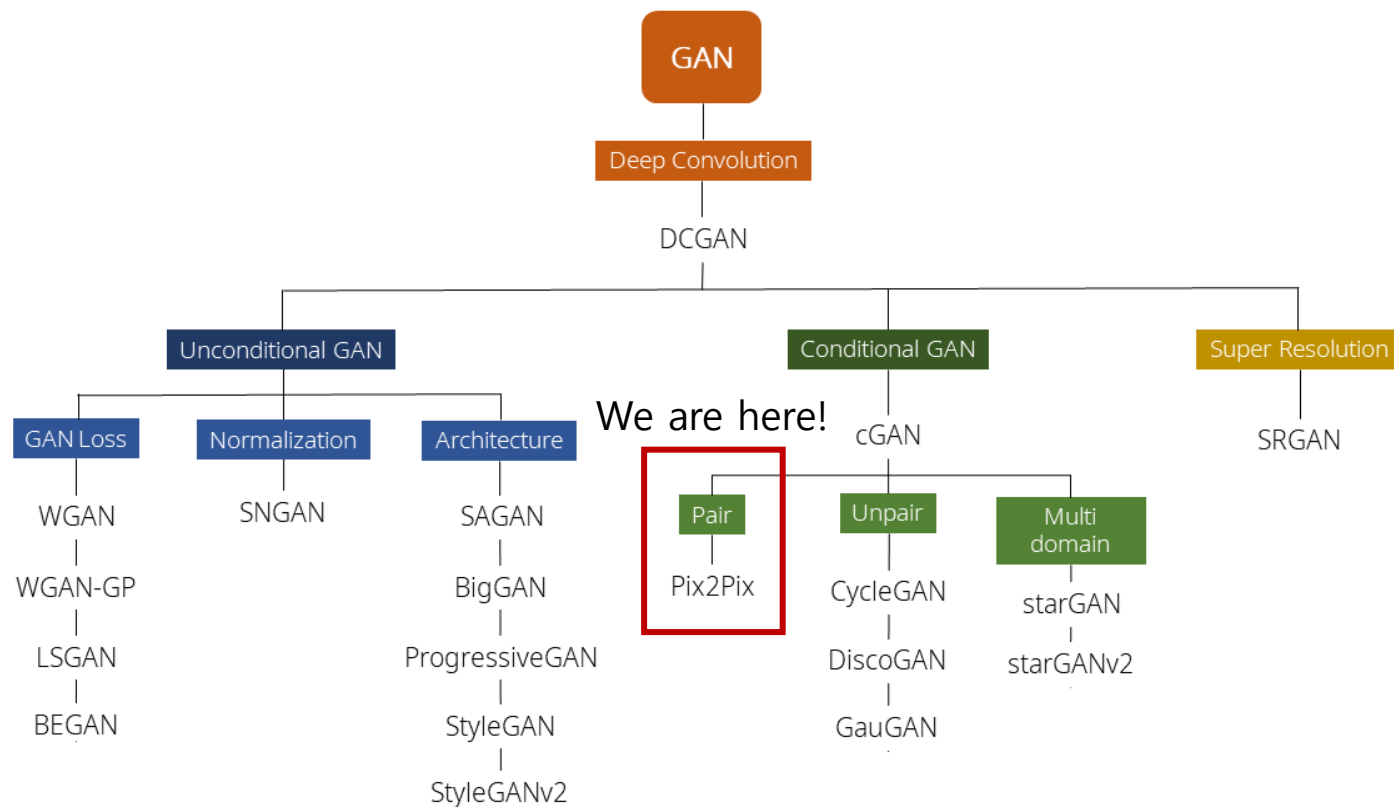 GAN
Deep Convolution
DCGAN
Unconditional GAN
Conditional GAN
Super Resolution
We are here!
GAN Loss
Normalization
Architecture
cGAN
SRGAN
WGAN
SNGAN
SAGAN
Pair
Unpair
Multi
domain
WGAN-GP
BigGAN
Pix2Pix
CycleGAN
starGAN
LSGAN
ProgressiveGAN
DiscoGAN
starGANv2
BEGAN
StyleGAN
GauGAN
StyleGANv2